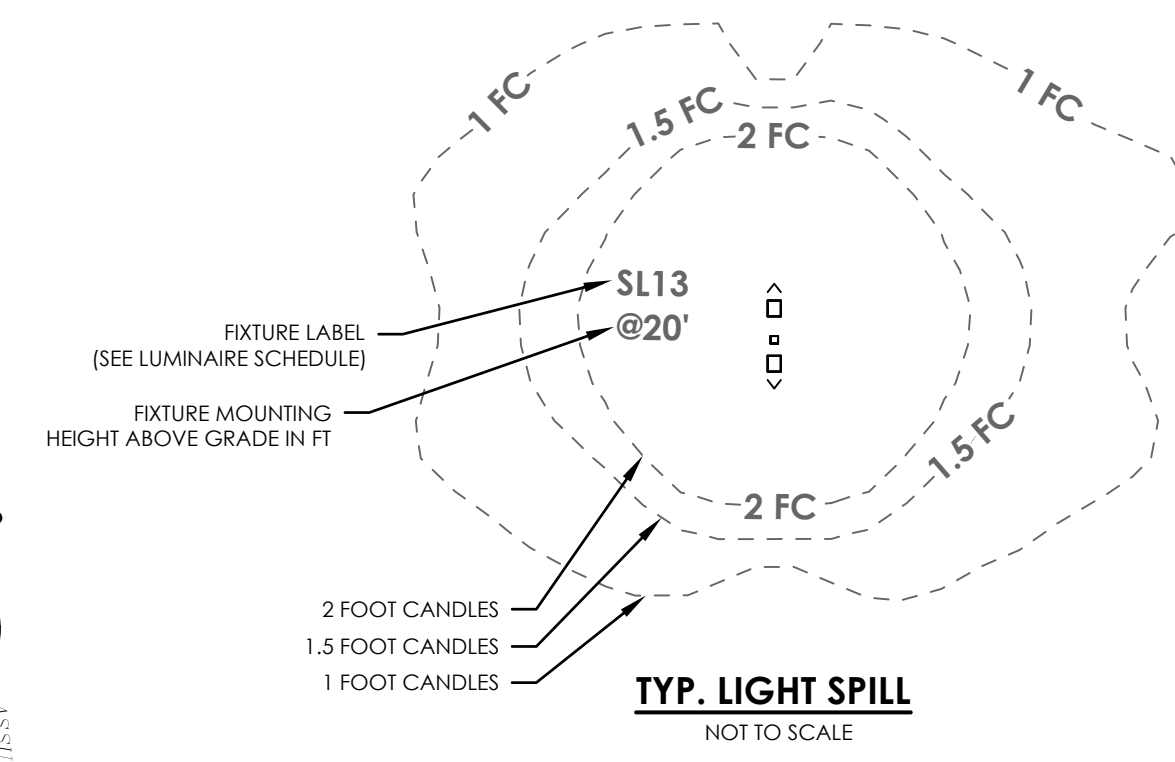 1 FC
1 FC
1.5 FC
2 FC
SL13
@20'
FIXTURE LABEL
(SEE LUMINAIRE SCHEDULE)
FIXTURE MOUNTING
HEIGHT ABOVE GRADE IN FT
1.5 FC
2 FC
2 FOOT CANDLES
1.5 FOOT CANDLES
1 FOOT CANDLES
TYP. LIGHT SPILL
NOT TO SCALE